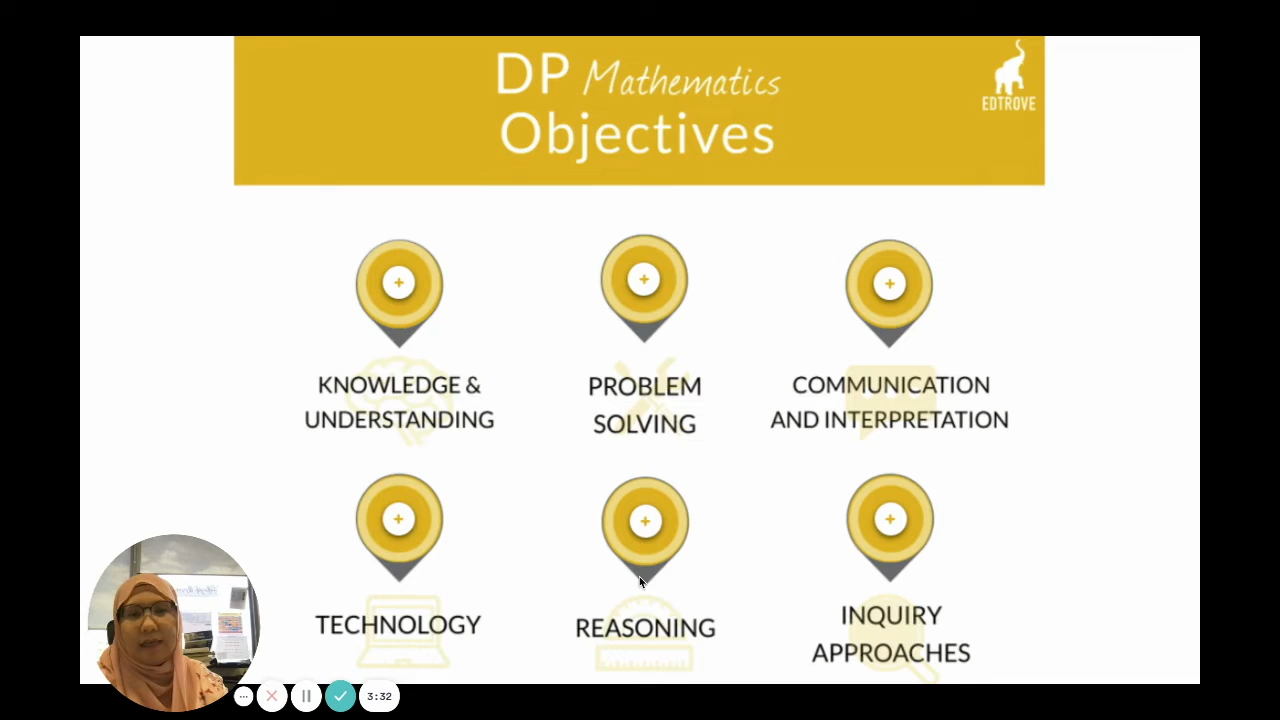 DP Mathematics
Objectives
EDTROVE
KNOWLEDGE &
UNDERSTANDING
PROBLEM
SOLVING
COMMUNICATION
AND INTERPRETATION
TECHNOLOGY
REASONING
INQUIRY
APPROACHES
3:32